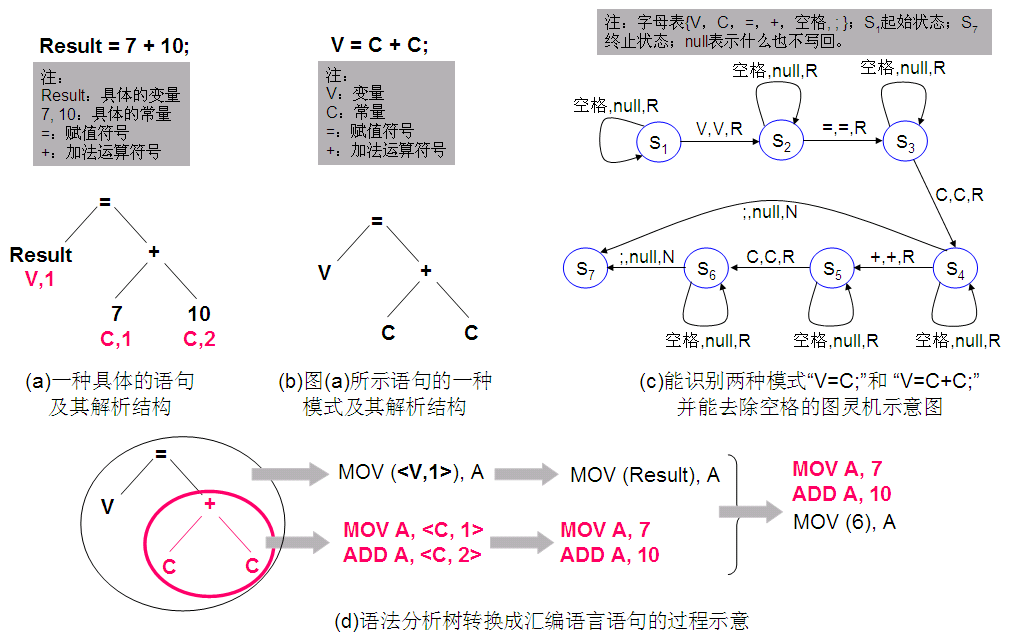 Result = 7 + 10;
注：
Result：具体的变量
7, 10：具体的常量
=：赋值符号
+：加法运算符号
=
Result
V,1
+
7
C,1
10
C,2
(a)一种具体的语句
及其解析结构
V = C + C;
注：
V：变量
C：常量
=：赋值符号
+：加法运算符号
=
V
+
C
C
(b)图(a)所示语句的一种
模式及其解析结构
注：字母表{V，C，=，+，空格, ; }；S1起始状态；S7
终止状态；null表示什么也不写回。
空格,null,R
空格,null,R
空格,null,R
S1
V,V,R
S2
=,=,R
S3
C,C,R
;,null,N
S7
;,null,N
S6
C,C,R
S5
+,+,R
S4
空格,null,R
空格,null,R
空格,null,R
(c)能识别两种模式“V=C;”和 “V=C+C;”
并能去除空格的图灵机示意图
=
V
+
C
C
MOV (<V,1>), A
MOV (Result), A
MOV A, <C, 1>
ADD A, <C, 2>
MOV A, 7
ADD A, 10
MOV A, 7
ADD A, 10
MOV (6), A
(d)语法分析树转换成汇编语言语句的过程示意